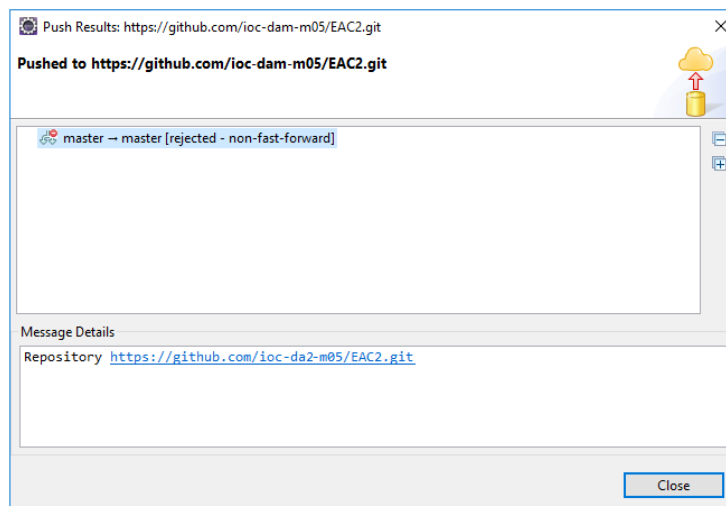 Push Results: https://github.com/ioc-dam-m05/EAC2.git
Pushed to https://github.com/ioc-dam-m05/EAC2.git
master → master [rejected - non-fast-forward]
Message Details
Repository https://github.com/ioc-da2-m05/EAC2.git
Close